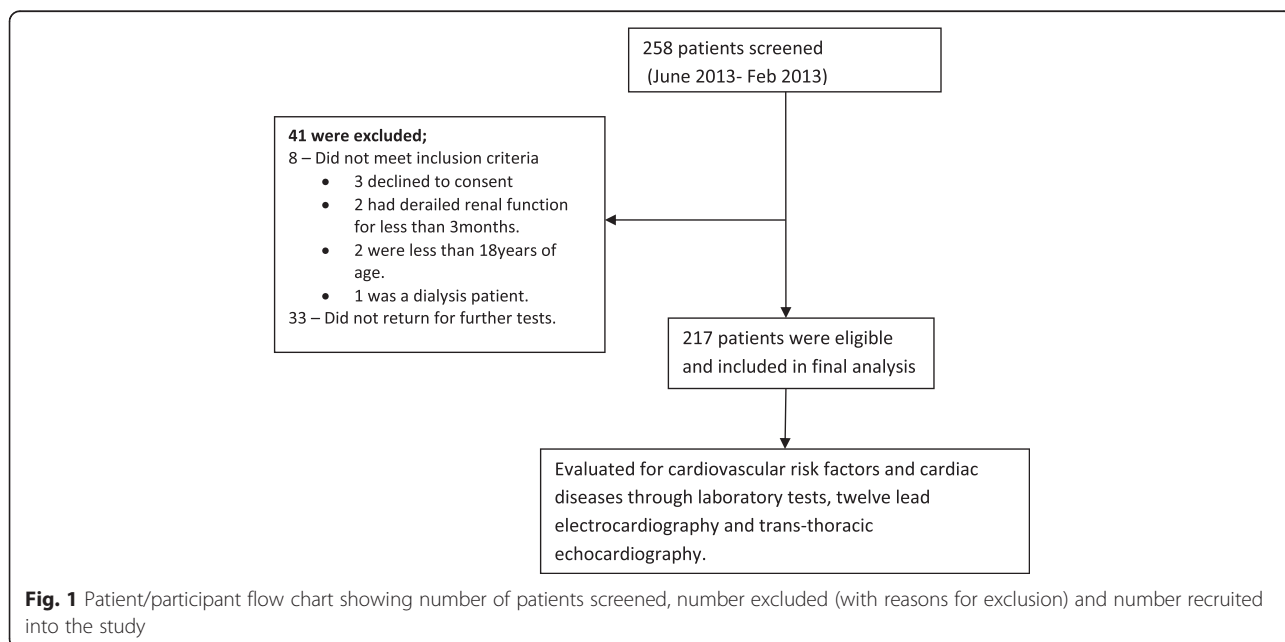 258 patients screened
(June 2013- Feb 2013)
41 were excluded;
8 – Did not meet inclusion criteria
• 3 declined to consent
• 2 had derailed renal function
for less than 3months.
• 2 were less than 18years of
age.
• 1 was a dialysis patient.
33 – Did not return for further tests.
217 patients were eligible
and included in final analysis
Evaluated for cardiovascular risk factors and cardiac
diseases through laboratory tests, twelve lead
electrocardiography and trans-thoracic
echocardiography.
Fig. 1 Patient/participant flow chart showing number of patients screened, number excluded (with reasons for exclusion) and number recruited
into the study